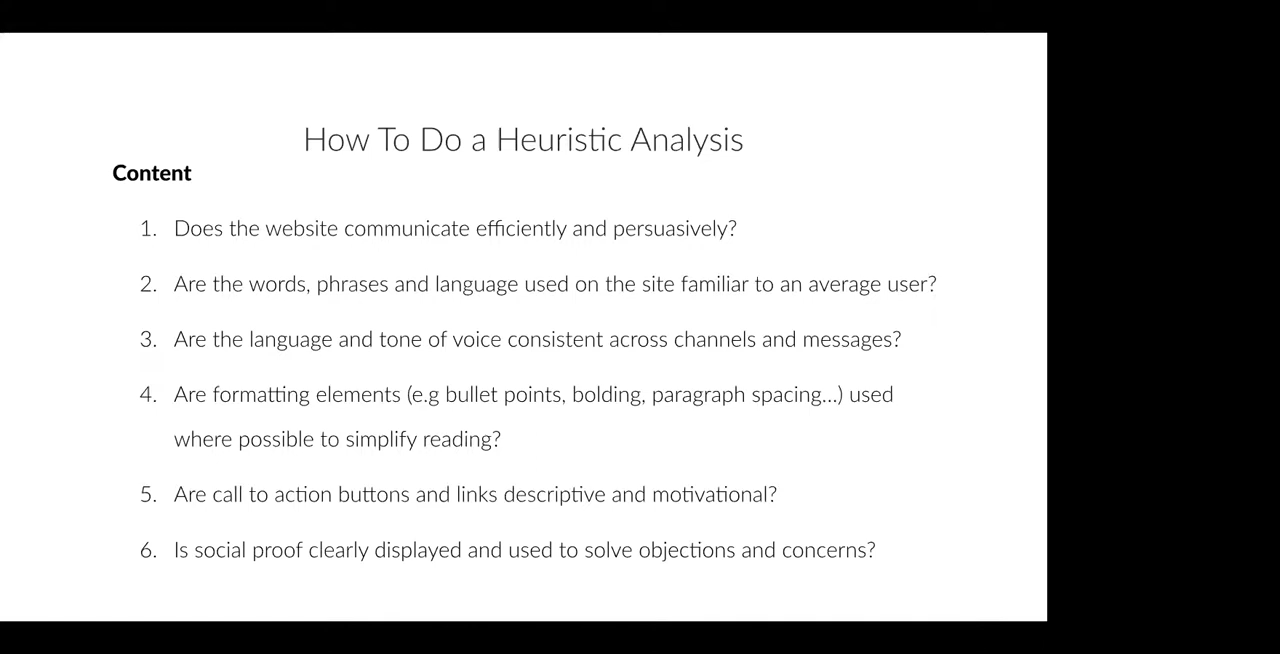 How To Do a Heuristic Analysis
Content
1. Does the website communicate efficiently and persuasively?
2. Are the words, phrases and language used on the site familiar to an average user?
3. Are the language and tone of voice consistent across channels and messages?
4. Are formatting elements (e.g bullet points, bolding, paragraph spacing...) used
where possible to simplify reading?
5. Are call to action buttons and links descriptive and motivational?
6. Is social proof clearly displayed and used to solve objections and concerns?